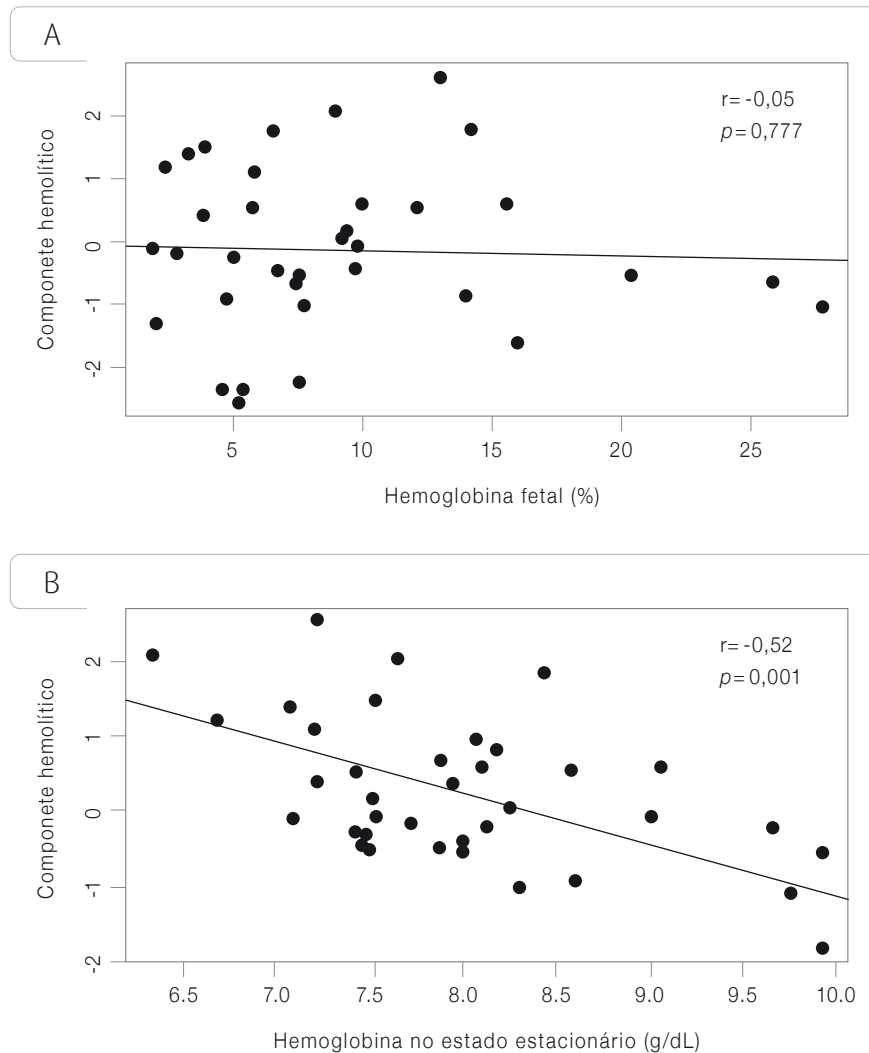 A
r= -0,05
p= 0,777
Componete hemolítico
2
1
0
-1
-2
5 10 15 20 25
Hemoglobina fetal (%)
B
r= -0,52
p= 0,001
Componete hemolítico
2
1
0
-1
-2
6.5 7.0 7.5 8.0 8.5 9.0 9.5 10.0
Hemoglobina no estado estacionário (g/dL)